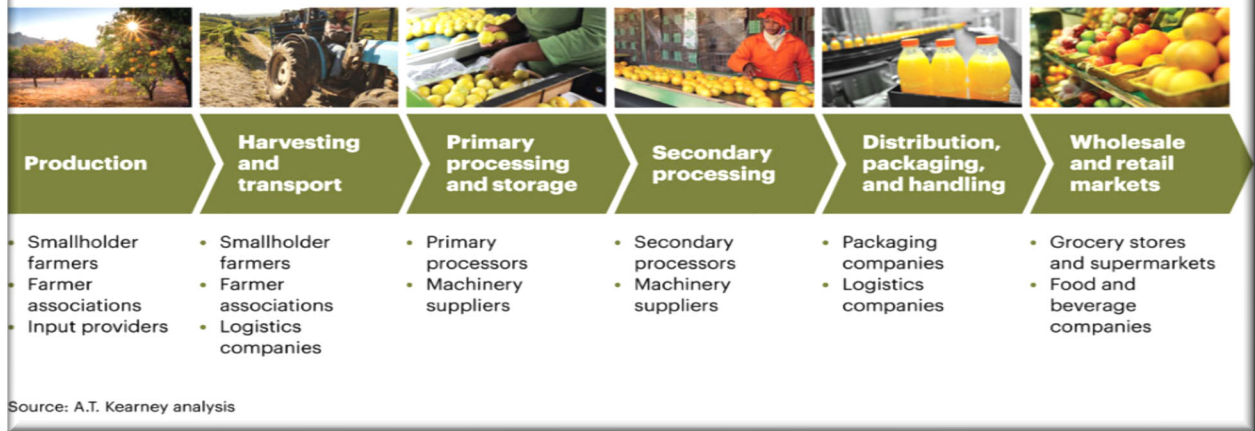 Production
Harvesting
and
transport
Primary
processing
and storage
Secondary
processing
Distribution,
packaging,
and handling
Wholesale
and retail
markets
• Smallholder
farmers
• Farmer
associations
• Input providers
• Smallholder
farmers
• Farmer
associations
• Logistics
companies
• Primary
processors
• Machinery
suppliers
• Secondary
processors
• Machinery
suppliers
• Packaging
companies
• Logistics
companies
• Grocery stores
and supermarkets
• Food and
beverage
companies
Source: A.T. Kearney analysis